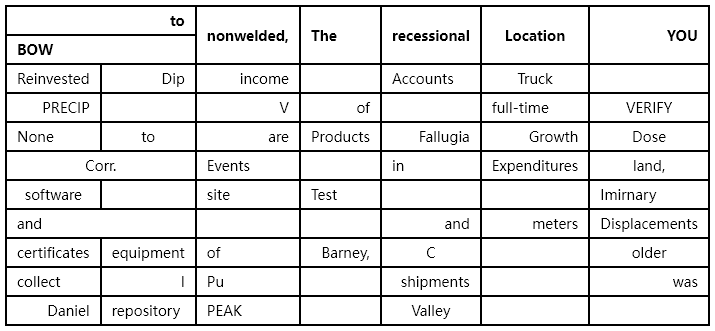 to nonwelded, The recessional Location YOU
BOW
Reinvested Dip income Accounts Truck
PRECIP V of full-time VERIFY
None to are Products Fallugia Growth Dose
Corr. Events in Expenditures land,
software site Test Imirnary
and and meters Displacements
certificates equipment of Barney, C older
collect I Pu shipments was
Daniel repository PEAK Valley